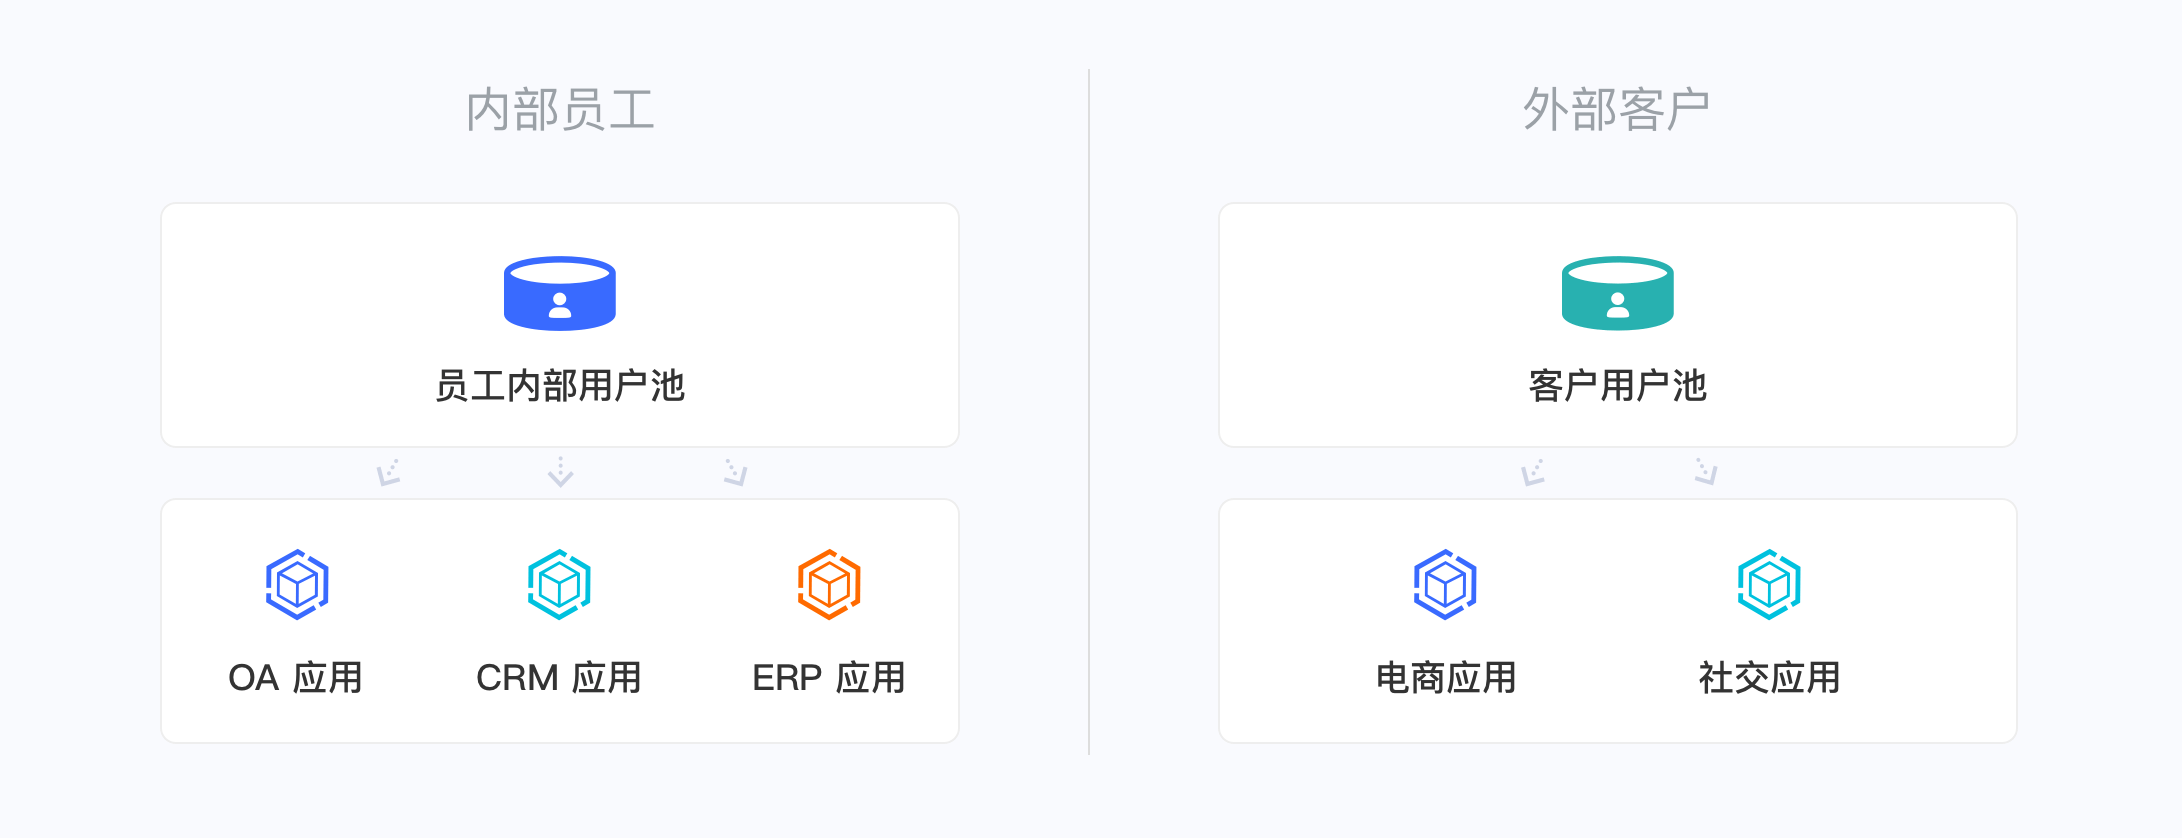 内部员工
员工内部用户池
OA 应用
CRM 应用
ERP 应用
外部客户
客户用户池
电商应用
社交应用